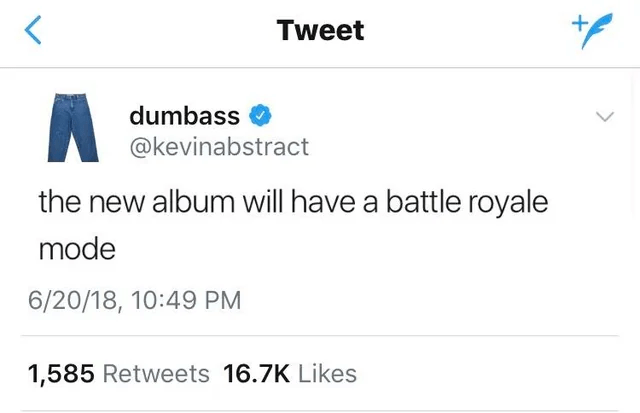 Tweet
dumbass
@kevinabstract
the new album will have a battle royale
mode
6/20/18, 10:49 PM
1,585 Retweets 16.7K Likes